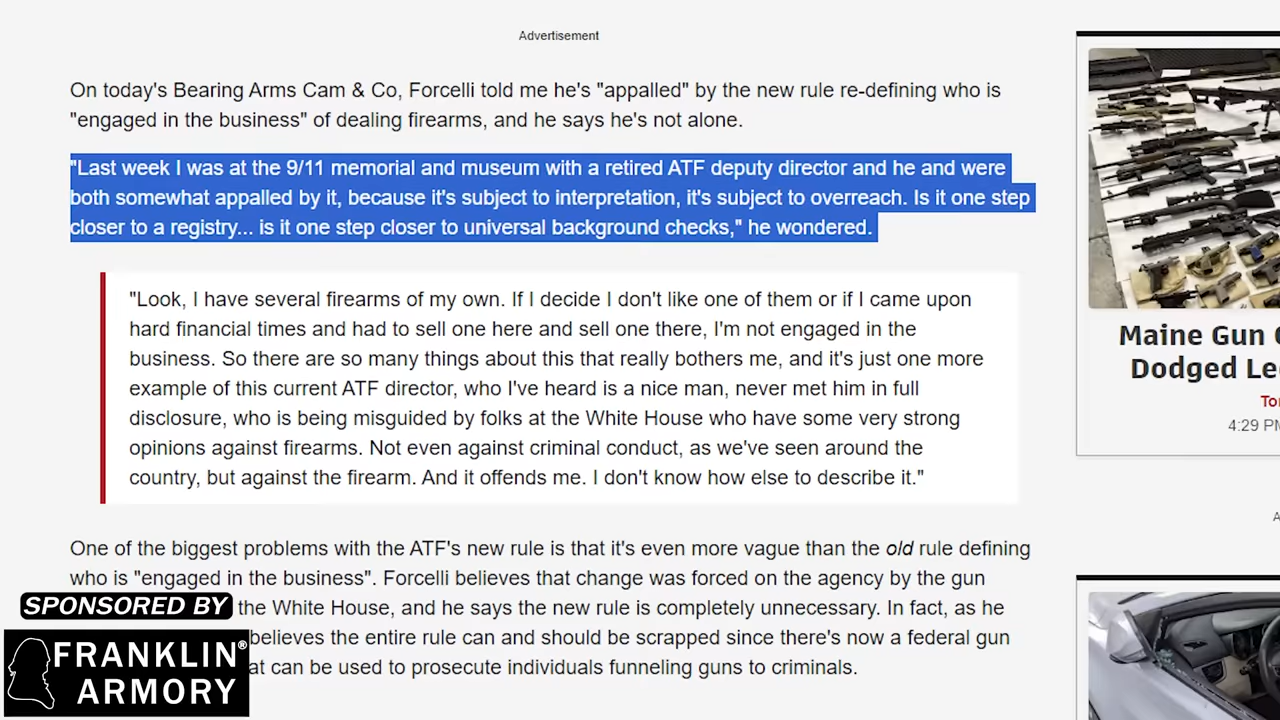 Advertisement
On today's Bearing Arms Cam & Co, Forcelli told me he's "appalled" by the new rule re-defining who is
"engaged in the business" of dealing firearms, and he says he's not alone.
"Last week I was at the 9/11 memorial and museum with a retired ATF deputy director and he and were
both somewhat appalled by it, because it's subject to interpretation, it's subject to overreach. Is it one step
closer to a registry... is it one step closer to universal background checks," he wondered.
"Look, I have several firearms of my own. If I decide I don't like one of them or if I came upon
hard financial times and had to sell one here and sell one there, I'm not engaged in the
business. So there are so many things about this that really bothers me, and it's just one more
example of this current ATF director, who I've heard is a nice man, never met him in full
disclosure, who is being misguided by folks at the White House who have some very strong
opinions against firearms. Not even against criminal conduct, as we've seen around the
country, but against the firearm. And it offends me. I don't know how else to describe it."
One of the biggest problems with the ATF's new rule is that it's even more vague than the old rule defining
who is "engaged in the business". Forcelli believes that change was forced on the agency by the gun
the White House, and he says the new rule is completely unnecessary. In fact, as he
believes the entire rule can and should be scrapped since there's now a federal gun
at can be used to prosecute individuals funneling guns to criminals.
SPONSORED BY
FRANKLIN®
ARMORY
Maine Gun
Dodged Le
To
4:29 PM
A